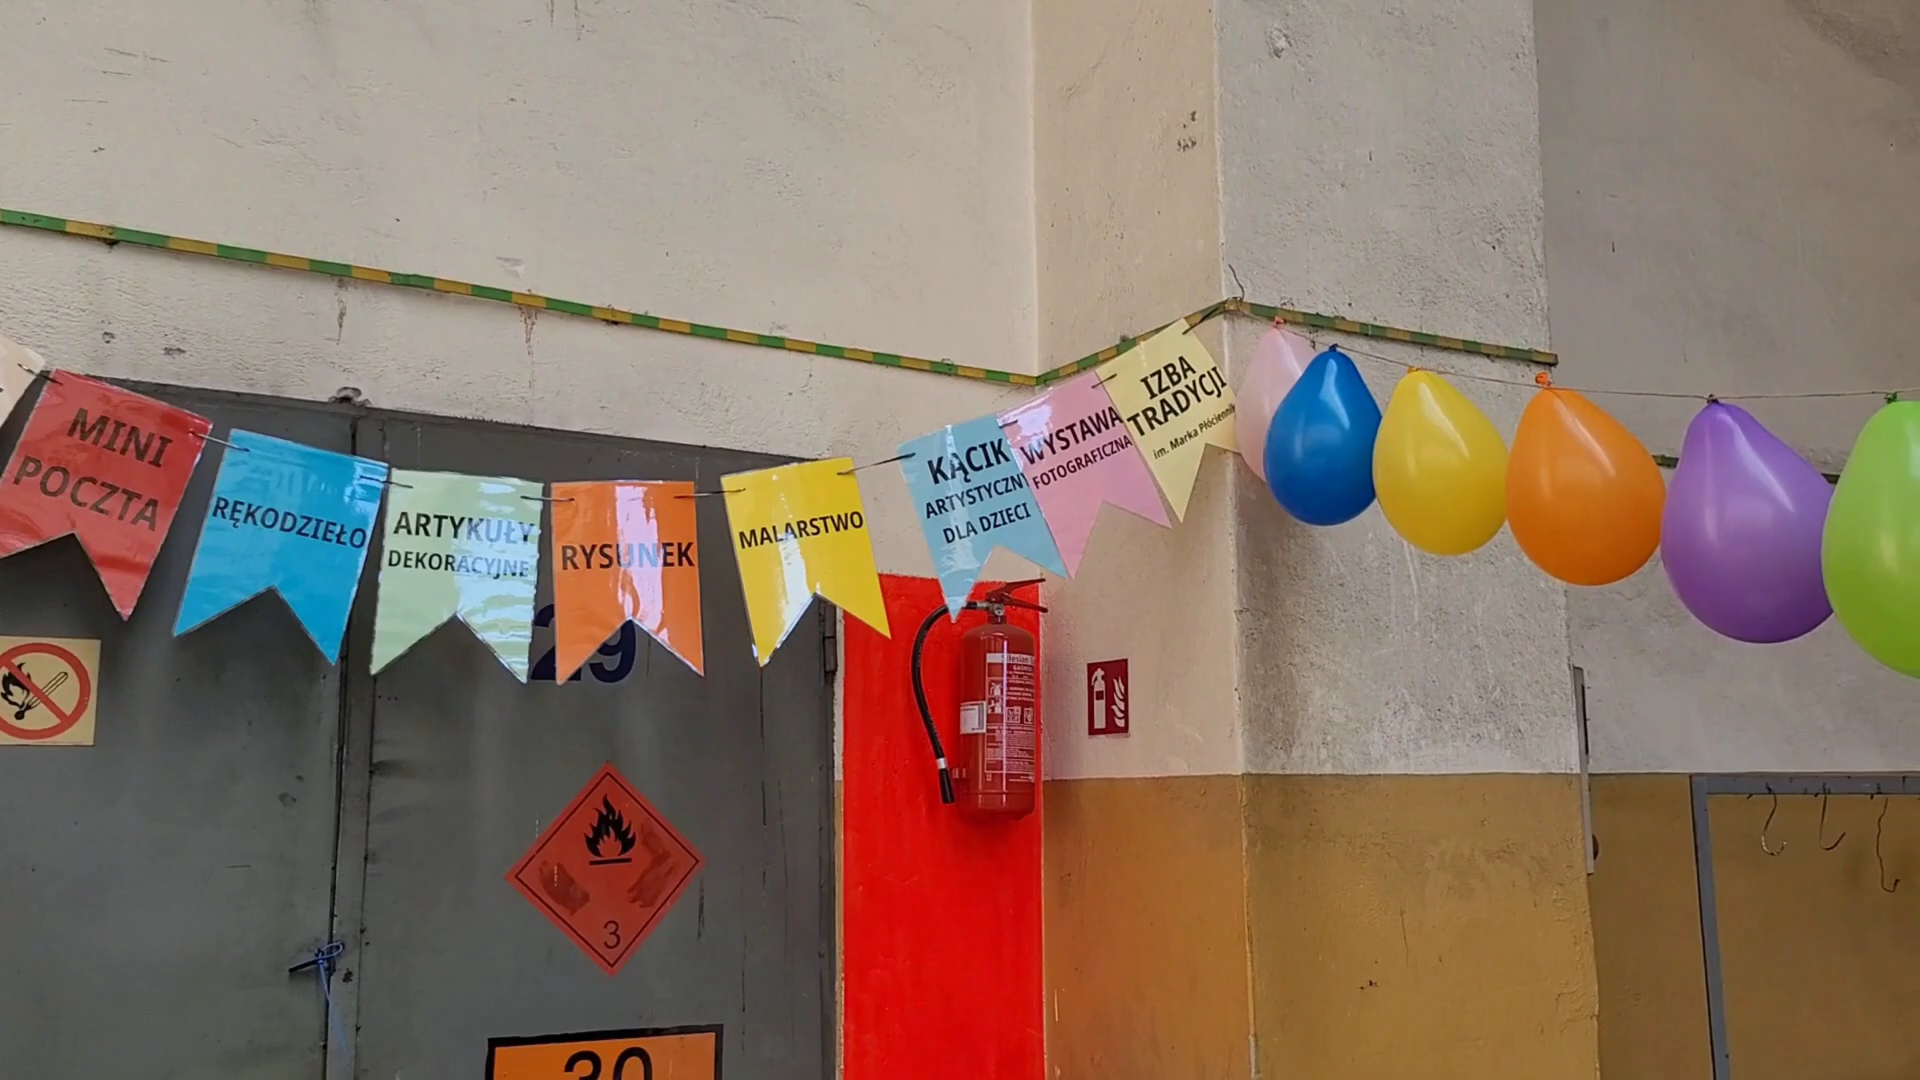 MINI
POCZTA
RĘKODZIEŁO
ARTYKUŁY
DEKORACYJNE
RYSUNEK
MALARSTWO
KĄCIK
ARTYSTYCZNY
DLA DZIECI
WYSTAWA
FOTOGRAFICZNA
IZBA
TRADYCJI
im. Marka Płóciennik
29
3
30